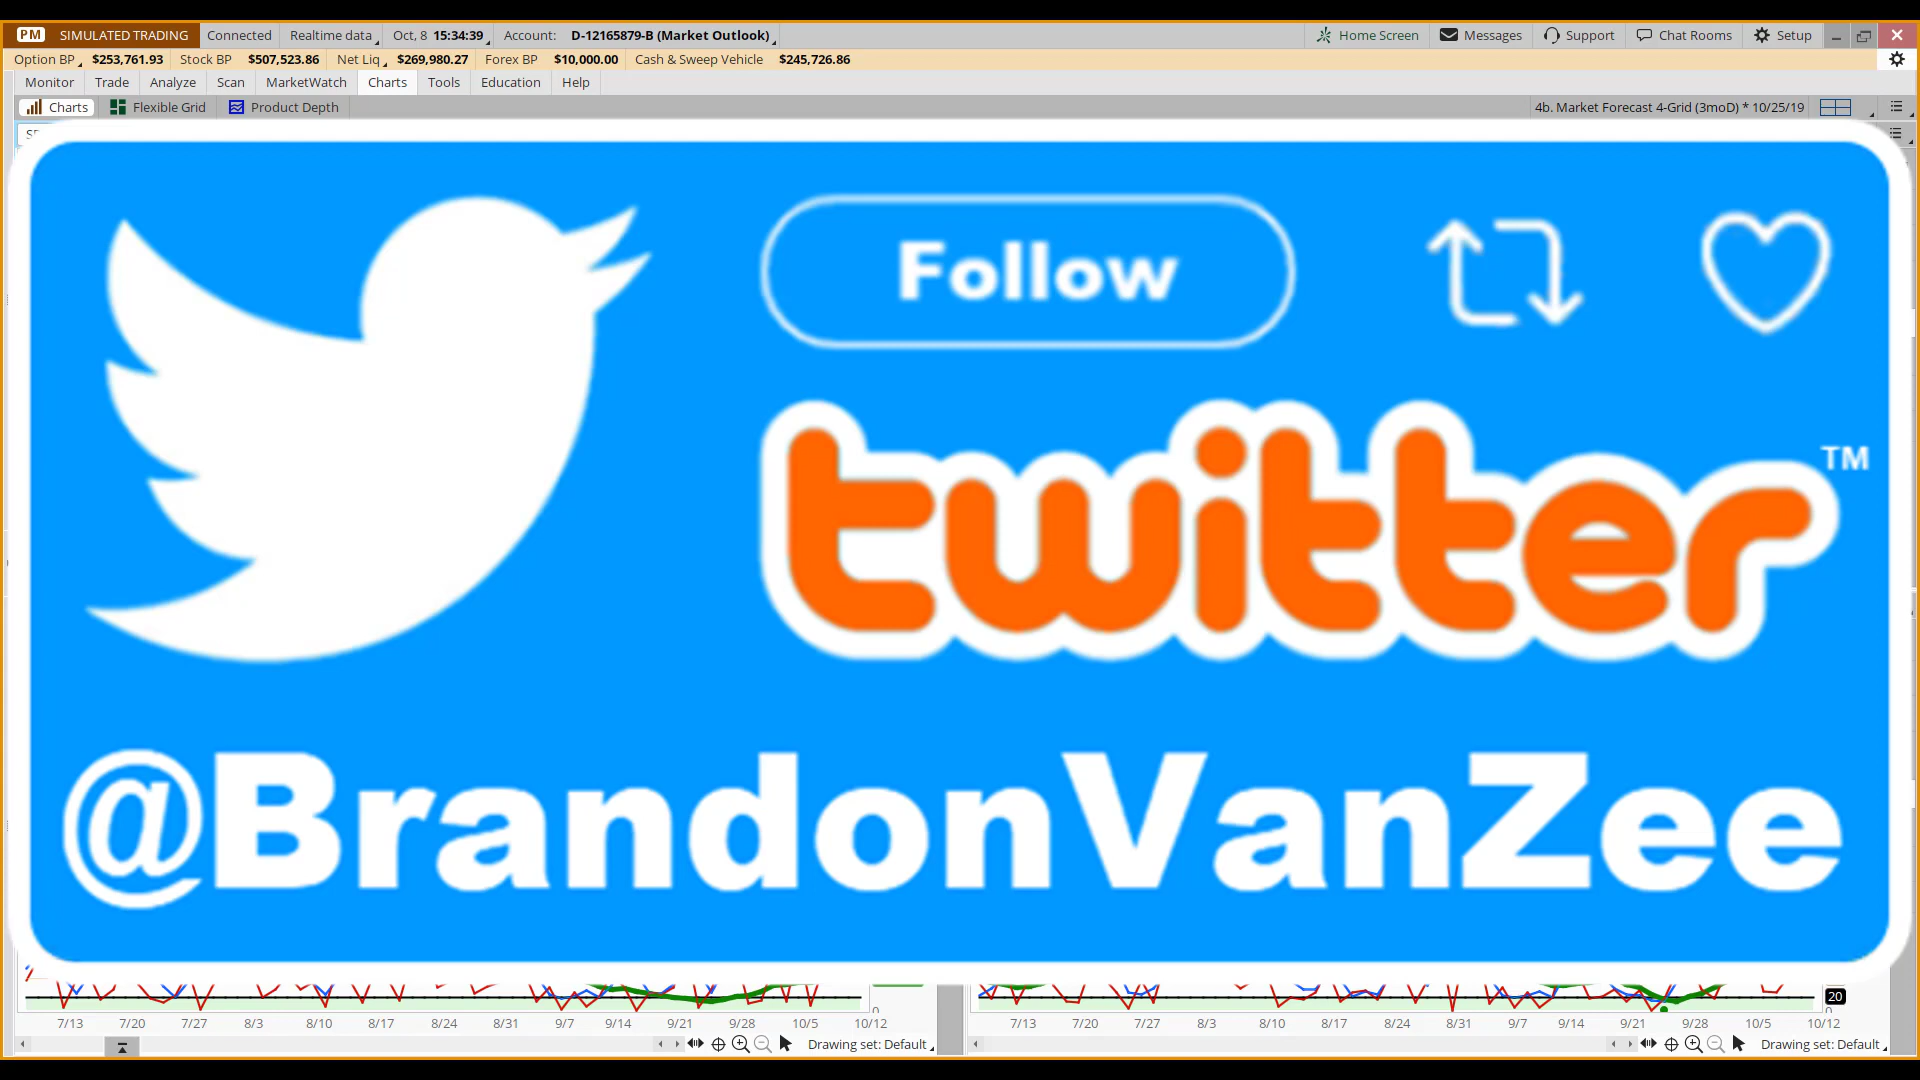 PM SIMULATED TRADING Connected Realtime data Oct, 8 15:34:39 Account: D-12165879-B (Market Outlook) Home Screen Messages Support Chat Rooms Setup
Option BP $253,761.93 Stock BP $507,523.86 Net Liq $269,980.27 Forex BP $10,000.00 Cash & Sweep Vehicle $245,726.86
Monitor Trade Analyze Scan MarketWatch Charts Tools Education Help
Charts Flexible Grid Product Depth 4b. Market Forecast 4-Grid (3moD) * 10/25/19
Follow
twitter™
@BrandonVanZee
20
7/13 7/20 7/27 8/3 8/10 8/17 8/24 8/31 9/7 9/14 9/21 9/28 10/5 10/12 7/13 7/20 7/27 8/3 8/10 8/17 8/24 8/31 9/7 9/14 9/21 9/28 10/5 10/12
Drawing set: Default Drawing set: Default